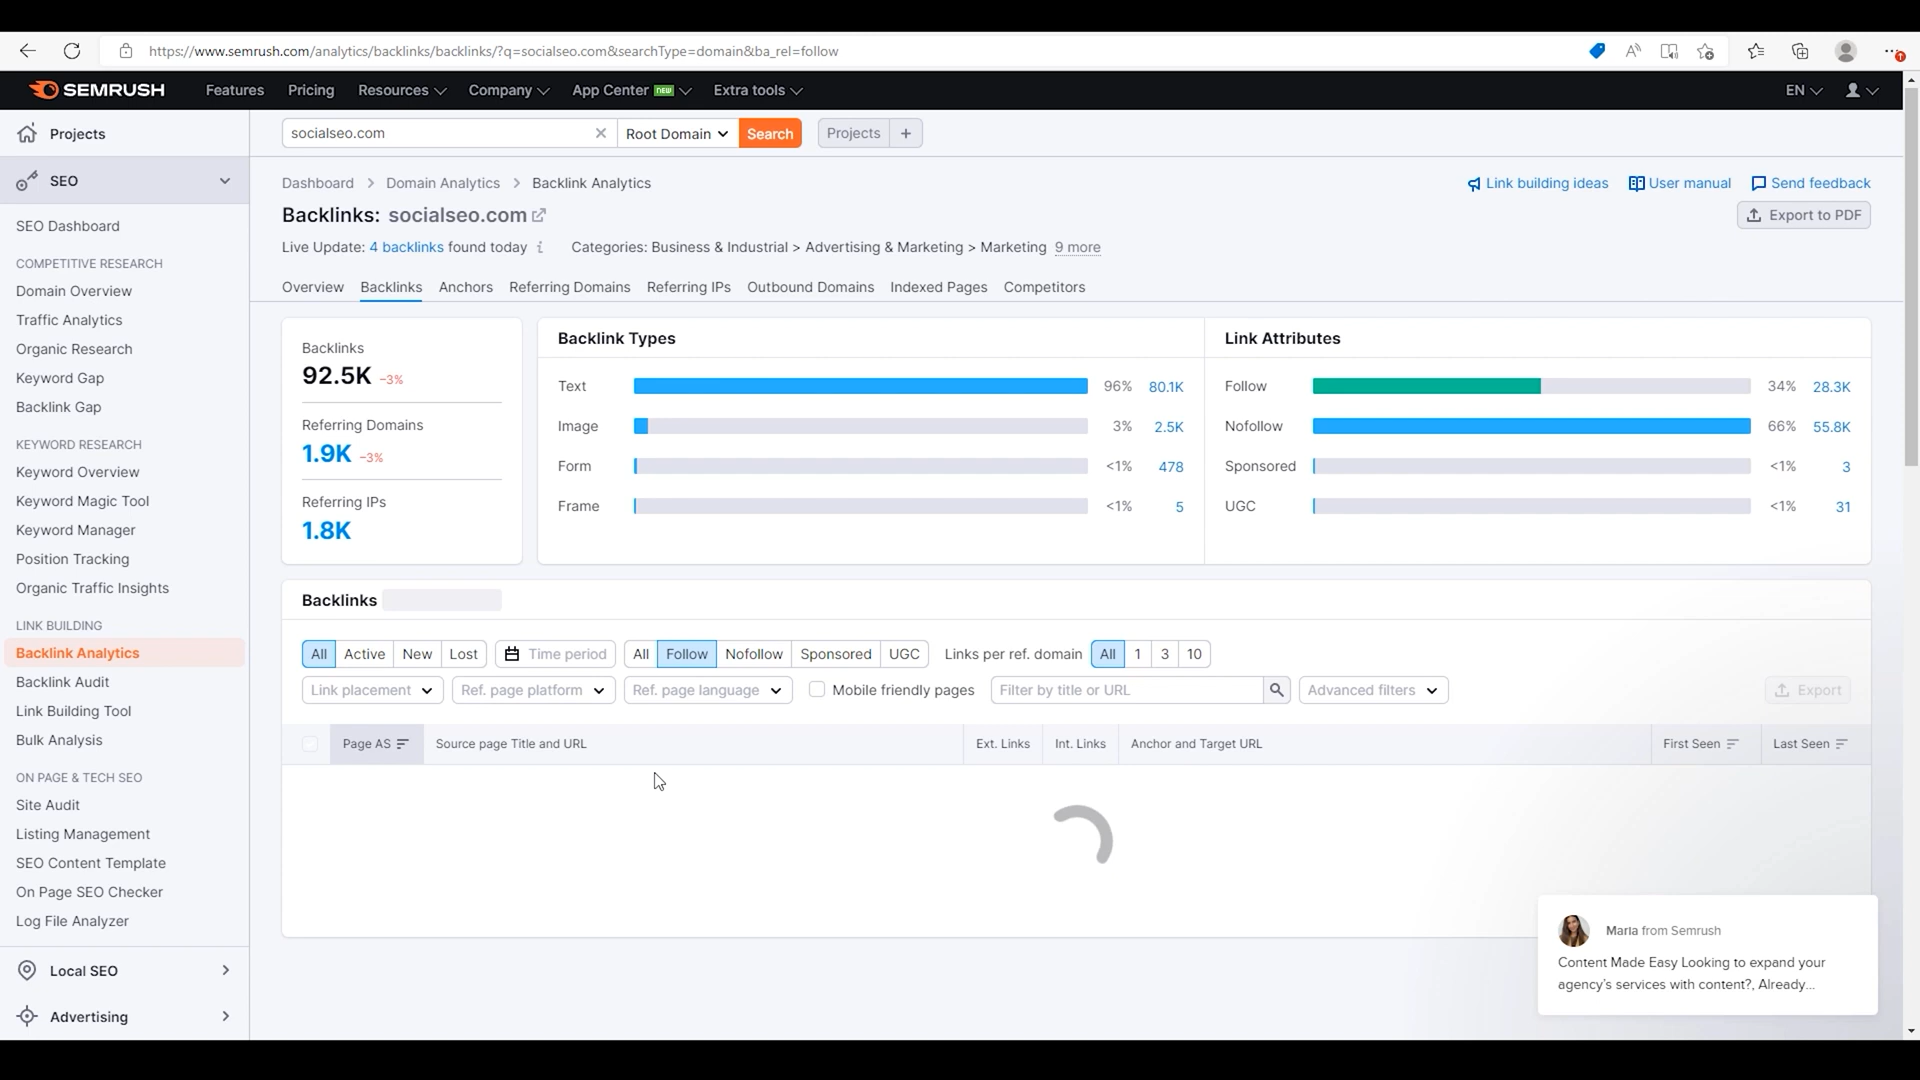 https://www.semrush.com/analytics/backlinks/backlinks/?q=socialseo.com&searchType=domain&ba_rel=follow
SEMRUSH Features Pricing Resources Company App Center NEW Extra tools EN
Projects
socialseo.com Root Domain Search Projects +
SEO
Dashboard > Domain Analytics > Backlink Analytics
Link building ideas User manual Send feedback
Backlinks: socialseo.com
Export to PDF
Live Update: 4 backlinks found today i Categories: Business & Industrial > Advertising & Marketing > Marketing 9 more
Overview Backlinks Anchors Referring Domains Referring IPs Outbound Domains Indexed Pages Competitors
SEO Dashboard
COMPETITIVE RESEARCH
Domain Overview
Traffic Analytics
Organic Research
Keyword Gap
Backlink Gap
KEYWORD RESEARCH
Keyword Overview
Keyword Magic Tool
Keyword Manager
Position Tracking
Organic Traffic Insights
LINK BUILDING
Backlink Analytics
Backlink Audit
Link Building Tool
Bulk Analysis
ON PAGE & TECH SEO
Site Audit
Listing Management
SEO Content Template
On Page SEO Checker
Log File Analyzer
Local SEO
Advertising
Backlinks
92.5K -3%
Referring Domains
1.9K -3%
Referring IPs
1.8K
Backlink Types
Text 96% 80.1K
Image 3% 2.5K
Form <1% 478
Frame <1% 5
Link Attributes
Follow 34% 28.3K
Nofollow 66% 55.8K
Sponsored <1% 3
UGC <1% 31
Backlinks
All Active New Lost Time period All Follow Nofollow Sponsored UGC Links per ref. domain All 1 3 10
Link placement Ref. page platform Ref. page language Mobile friendly pages Filter by title or URL Advanced filters Export
Page AS Source page Title and URL Ext. Links Int. Links Anchor and Target URL First Seen Last Seen
Maria from Semrush
Content Made Easy Looking to expand your
agency's services with content?, Already...